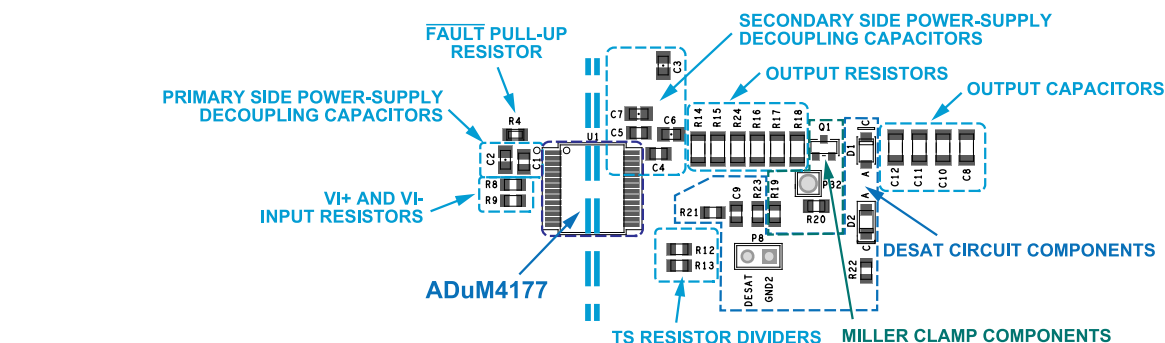 FAULT PULL-UP
RESISTOR
SECONDARY SIDE POWER-SUPPLY
DECOUPLING CAPACITORS
OUTPUT RESISTORS
OUTPUT CAPACITORS
PRIMARY SIDE POWER-SUPPLY
DECOUPLING CAPACITORS
VI+ AND VI-
INPUT RESISTORS
ADuM4177
TS RESISTOR DIVIDERS
MILLER CLAMP COMPONENTS
DESAT CIRCUIT COMPONENTS
R4
U1
C2
C1
R8
R9
C3
C7
C5
C6
C4
R14
R15
R24
R16
R17
R18
Q1
C
D1
A
C12
C11
C10
C8
P32
R20
A
D2
C
R22
R21
C9
R23
R19
R12
R13
P8
DESAT
GND2